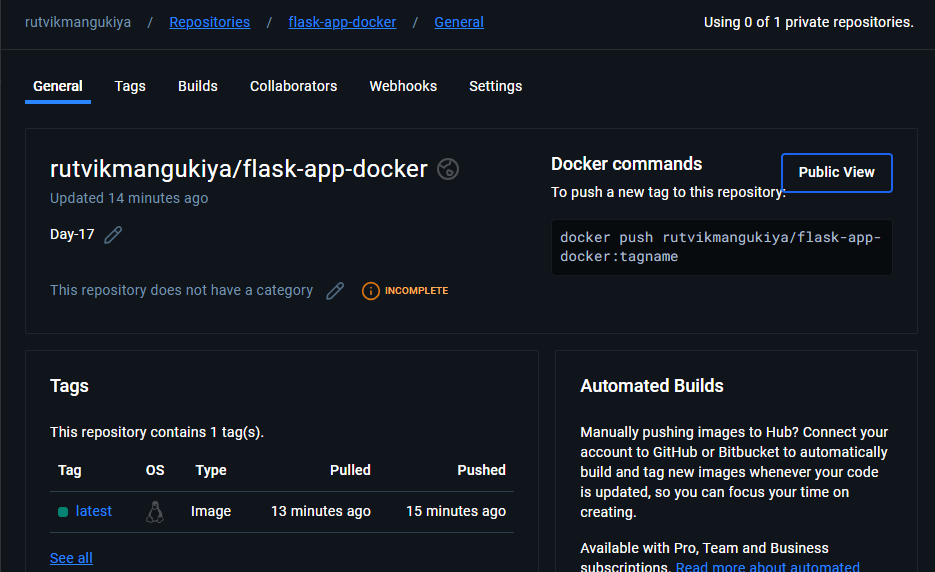 rutvikmangukiya / Repositories / flask-app-docker / General
Using 0 of 1 private repositories.
General Tags Builds Collaborators Webhooks Settings
rutvikmangukiya/flask-app-docker
Updated 14 minutes ago
Day-17
This repository does not have a category
INCOMPLETE
Docker commands
Public View
To push a new tag to this repository:
docker push rutvikmangukiya/flask-app-
docker:tagname
Tags
This repository contains 1 tag(s).
Tag OS Type Pulled Pushed
latest Image 13 minutes ago 15 minutes ago
See all
Automated Builds
Manually pushing images to Hub? Connect your
account to GitHub or Bitbucket to automatically
build and tag new images whenever your code
is updated, so you can focus your time on
creating.
Available with Pro, Team and Business
subscriptions. Read more about automated